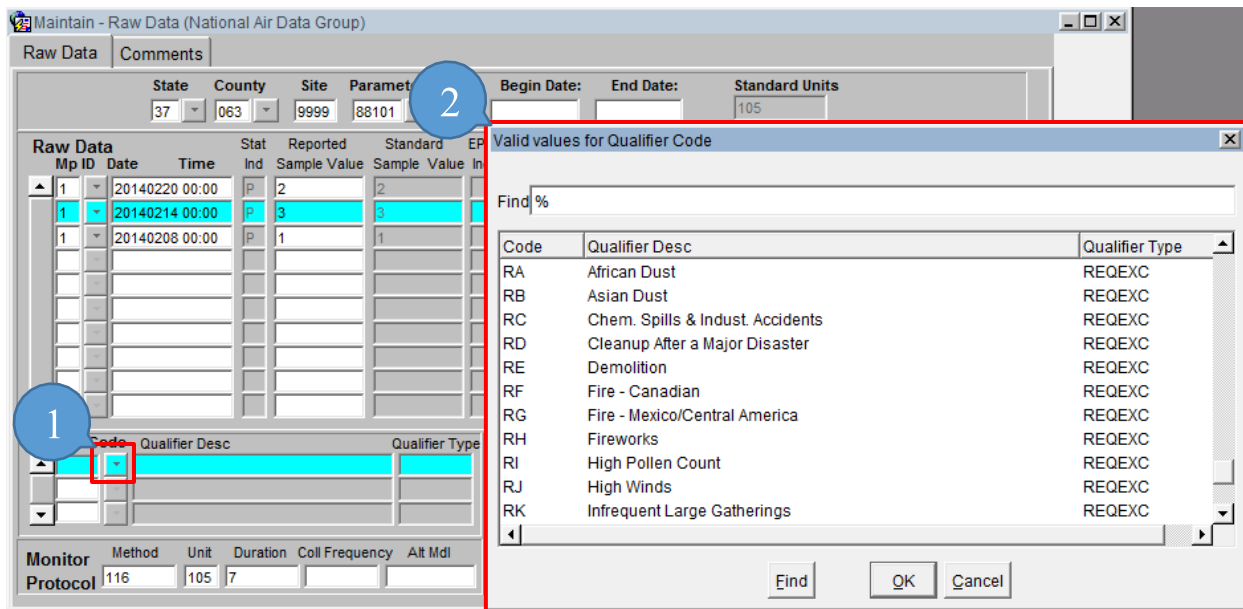 Maintain - Raw Data (National Air Data Group)
Raw Data Comments
State County Site Begin Date: End Date: Standard Units
37 063 9999 88101 105
2
Raw Data Stat Reported Standard
Mp ID Date Time Ind Sample Value Sample Value
1 20140220 00:00 P 2 2
1 20140214 00:00 P 3 3
1 20140208 00:00 P 1 1
1
Code Qualifier Desc Qualifier Type
Monitor Protocol
Method Unit Duration Coll Frequency Alt Mdl
116 105 7
Valid values for Qualifier Code
Find %
Code Qualifier Desc Qualifier Type
RA African Dust REQEXC
RB Asian Dust REQEXC
RC Chem. Spills & Indust. Accidents REQEXC
RD Cleanup After a Major Disaster REQEXC
RE Demolition REQEXC
RF Fire - Canadian REQEXC
RG Fire - Mexico/Central America REQEXC
RH Fireworks REQEXC
RI High Pollen Count REQEXC
RJ High Winds REQEXC
RK Infrequent Large Gatherings REQEXC
Find OK Cancel